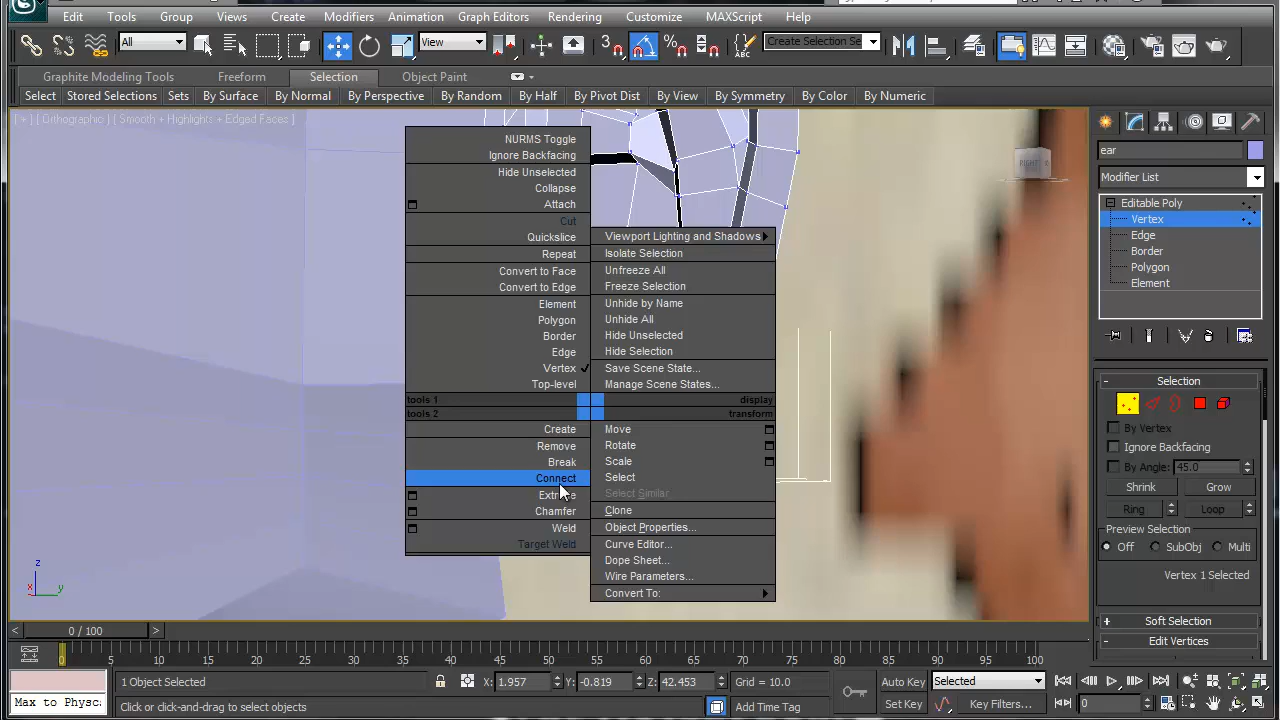 Edit Tools Group Views Create Modifiers Animation Graph Editors Rendering Customize MAXScript Help
All View 3 Create Selection Se
Graphite Modeling Tools Freeform Selection Object Paint
Select Stored Selections Sets By Surface By Normal By Perspective By Random By Half By Pivot Dist By View By Symmetry By Color By Numeric
[ + ] [ Orthographic ] [ Smooth + Highlights + Edged Faces ]
NURMS Toggle
Ignore Backfacing
Hide Unselected
Collapse
Attach
Cut
Quickslice
Repeat
Convert to Face
Convert to Edge
Element
Polygon
Border
Edge
Vertex
Top-level
tools 1
tools 2
Create
Remove
Break
Connect
Extrude
Chamfer
Weld
Target Weld
Viewport Lighting and Shadows
Isolate Selection
Unfreeze All
Freeze Selection
Unhide by Name
Unhide All
Hide Unselected
Hide Selection
Save Scene State...
Manage Scene States...
display
transform
Move
Rotate
Scale
Select
Select Similar
Clone
Object Properties...
Curve Editor...
Dope Sheet...
Wire Parameters...
Convert To:
RIGHT
z
x y
ear
Modifier List
Editable Poly
Vertex
Edge
Border
Polygon
Element
Selection
By Vertex
Ignore Backfacing
By Angle: 45.0
Shrink Grow
Ring Loop
Preview Selection
Off SubObj Multi
Vertex 1 Selected
Soft Selection
Edit Vertices
< 0 / 100 >
0 5 10 15 20 25 30 35 40 45 50 55 60 65 70 75 80 85 90 95 100
1 Object Selected X: 1.957 Y: -0.819 Z: 42.453 Grid = 10.0 Auto Key Selected
Max to Physca Click or click-and-drag to select objects Add Time Tag Set Key Key Filters... 0